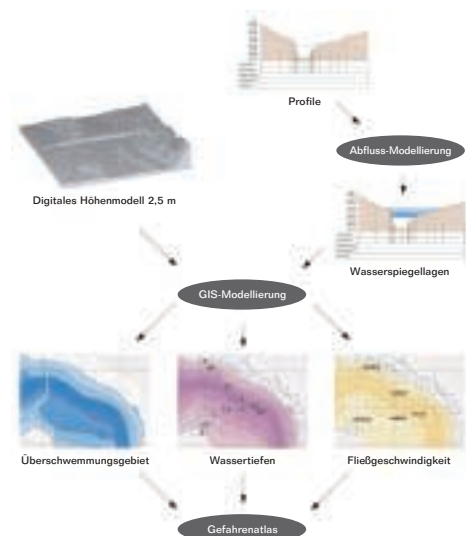 Profile
Abfluss-Modellierung
Digitales Höhenmodell 2,5 m
Wasserspiegellagen
GIS-Modellierung
Überschwemmungsgebiet
Wassertiefen
Fließgeschwindigkeit
Gefahrenatlas